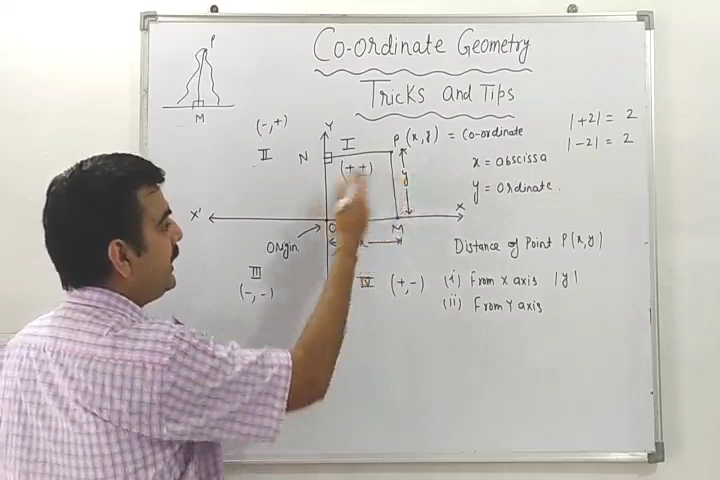 Co-ordinate Geometry
Tricks and Tips
P
M
(-,+)
II
Y
I
N
(+ +)
P (x,y) = Co-ordinate
x = abscissa
y = Ordinate.
|+2| = 2
|-2| = 2
y
X'
O
M
X
Origin
x
Distance of Point P(x,y)
III
(-,-)
IV (+,-)
(i) From X axis |y|
(ii) From Y axis